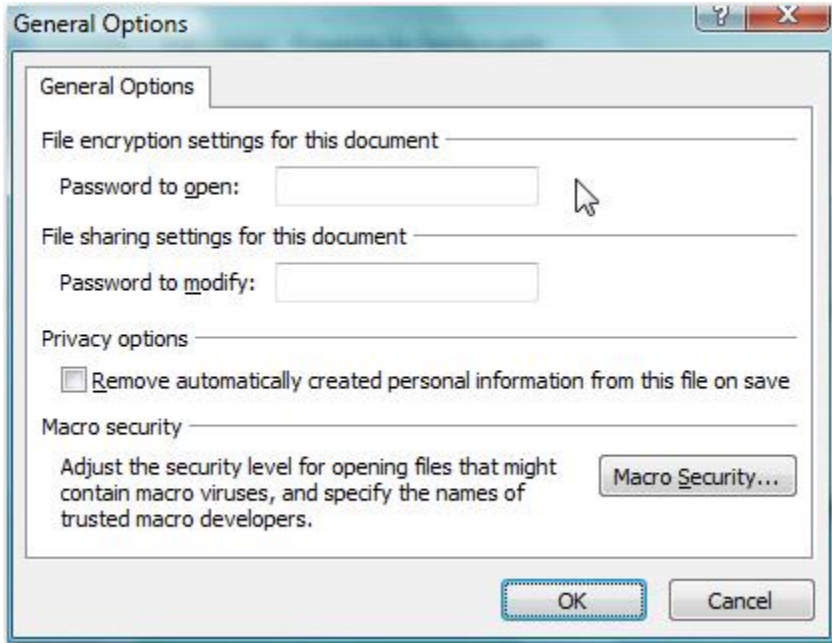 General Options
?
X
General Options
File encryption settings for this document
Password to open:
File sharing settings for this document
Password to modify:
Privacy options
Remove automatically created personal information from this file on save
Macro security
Adjust the security level for opening files that might
contain macro viruses, and specify the names of
trusted macro developers.
Macro Security...
OK
Cancel